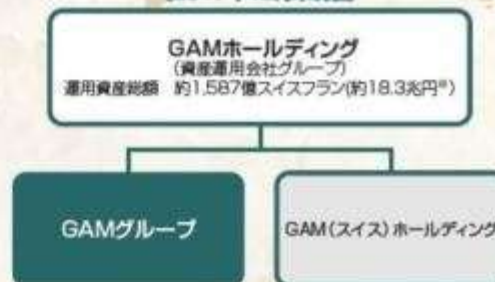 GAMホールディング
(資産運用会社グループ)
運用資産総額 約1,587億スイスフラン(約18.3兆円※)
GAMグループ
GAM(スイス)ホールディング